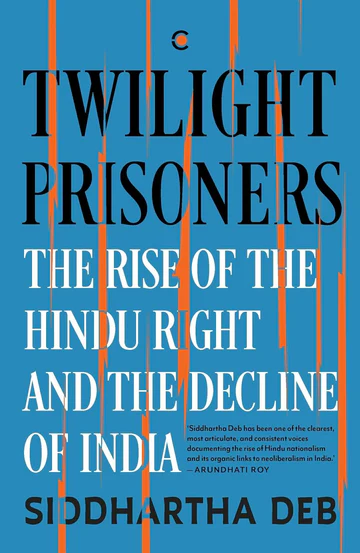 TWILIGHT
PRISONERS
THE RISE OF THE
HINDU RIGHT
AND THE DECLINE
OF INDIA
'Siddhartha Deb has been one of the clearest,
most articulate, and consistent voices
documenting the rise of Hindu nationalism
and its organic links to neoliberalism in India.'
—ARUNDHATI ROY
SIDDHARTHA DEB